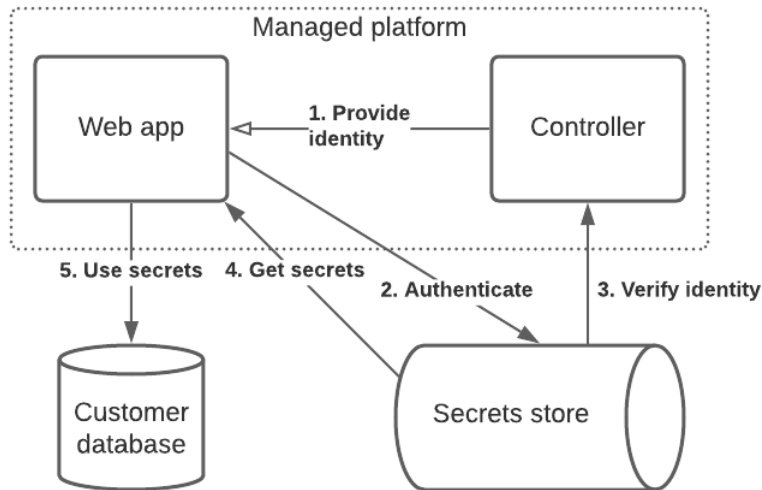 Managed platform
Web app
1. Provide
identity
Controller
5. Use secrets
4. Get secrets
2. Authenticate
3. Verify identity
Customer
database
Secrets store